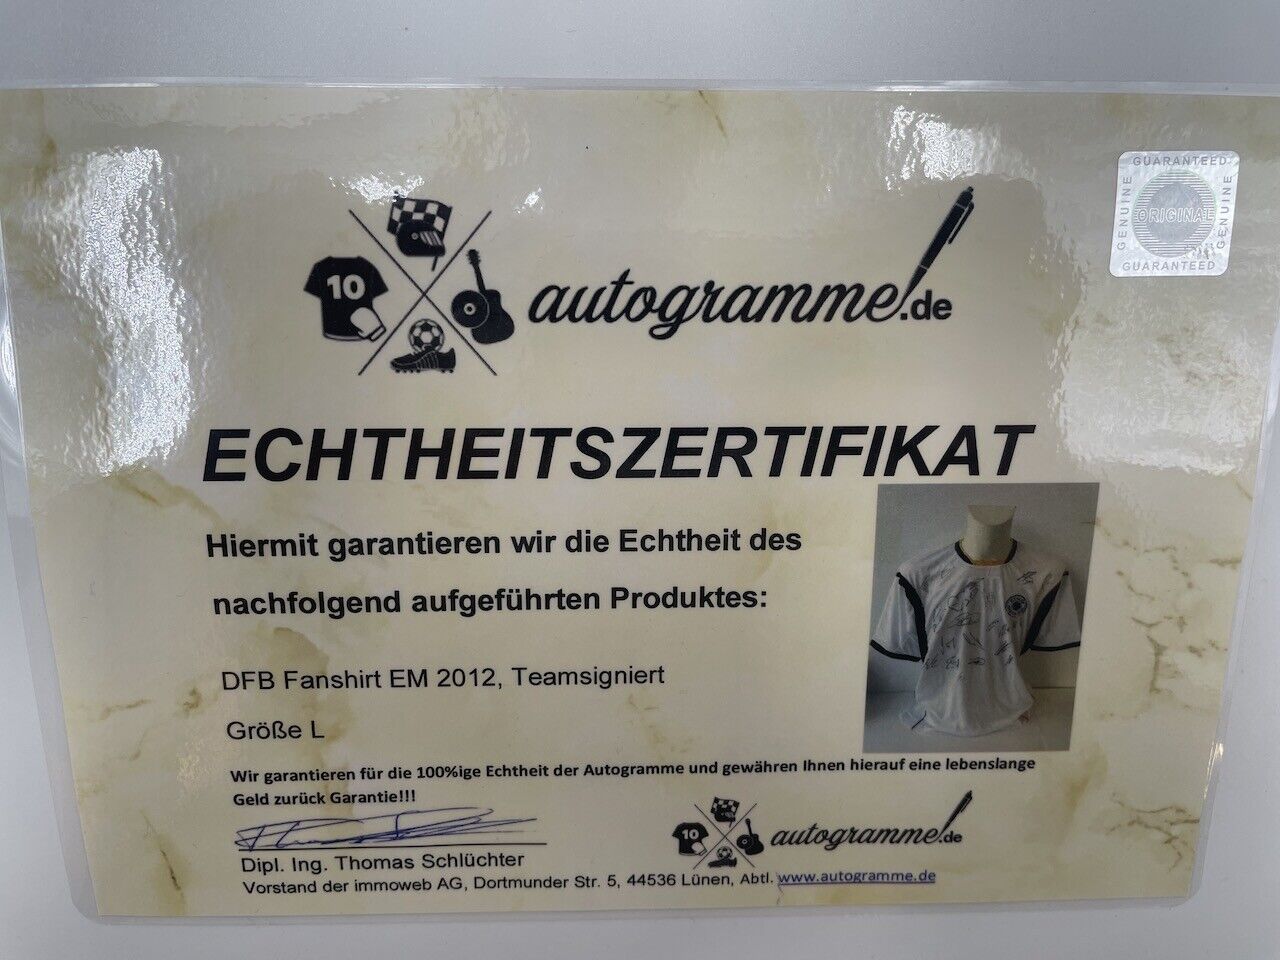 GUARANTEED
GENUINE
ORIGINAL
GENUINE
GUARANTEED
10
autogramme.de
ECHTHEITSZERTIFIKAT
Hiermit garantieren wir die Echtheit des
nachfolgend aufgeführten Produktes:
DFB Fanshirt EM 2012, Teamsigniert
Größe L
Wir garantieren für die 100%ige Echtheit der Autogramme und gewähren Ihnen hierauf eine lebenslange
Geld zurück Garantie!!!
10
autogramme.de
Dipl. Ing. Thomas Schlüchter
Vorstand der immoweb AG, Dortmunder Str. 5, 44536 Lünen, Abtl. www.autogramme.de